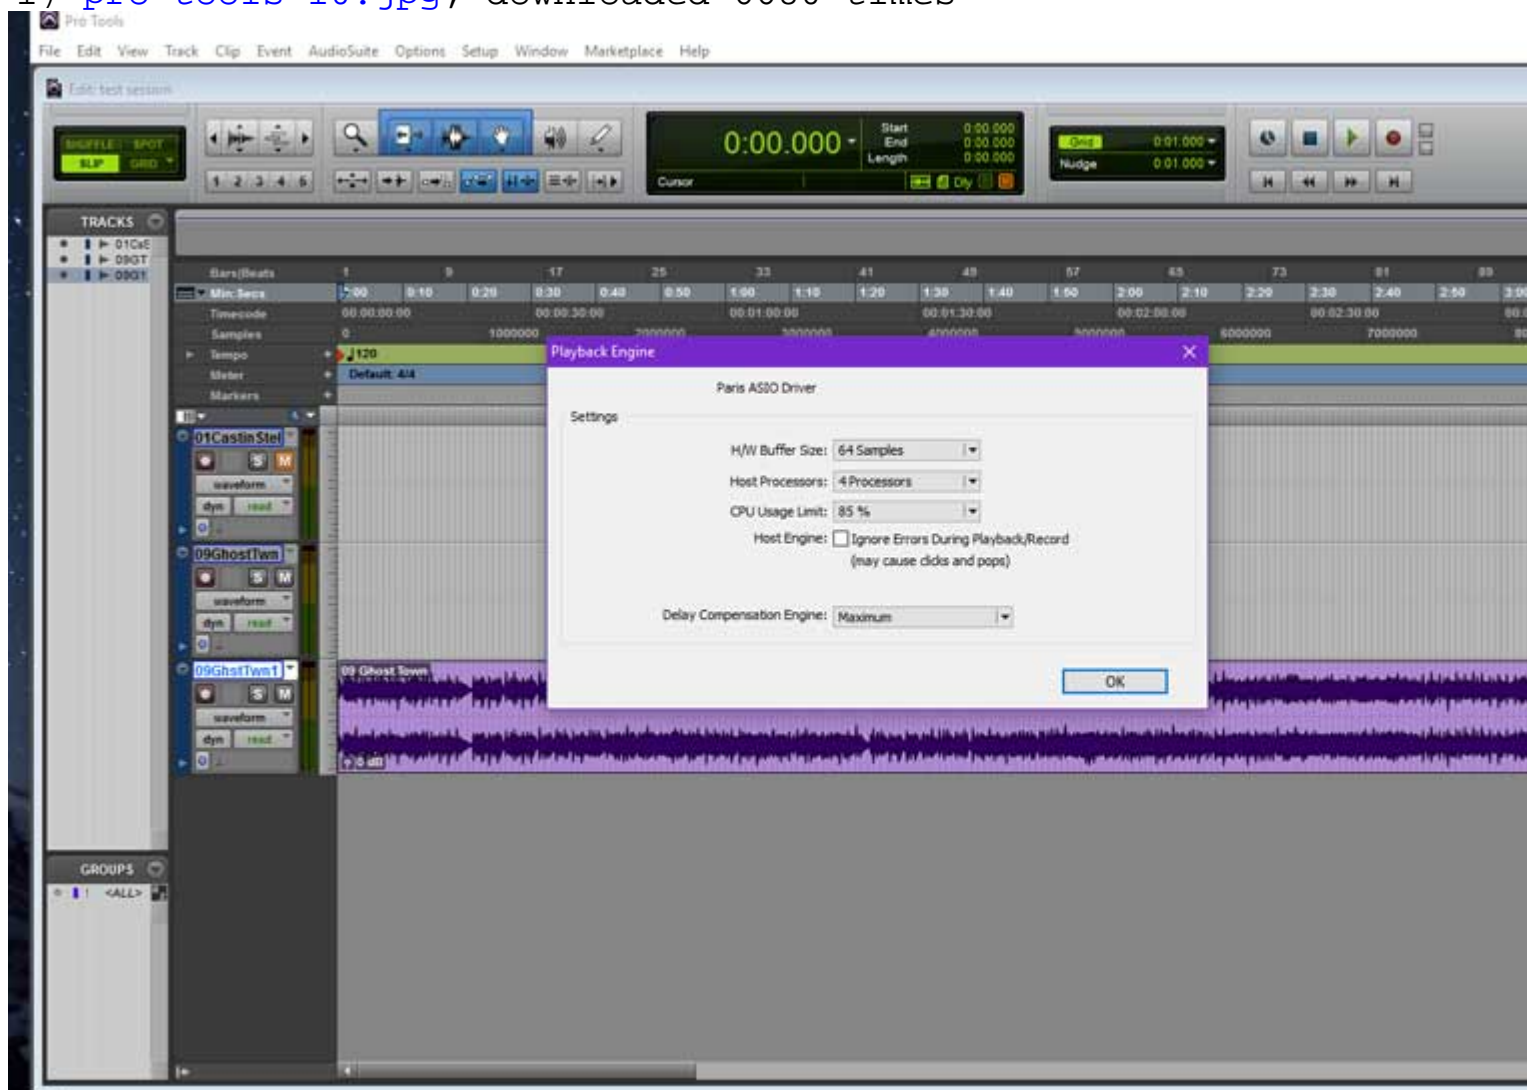 1) pro tools 10.jpg, downloaded 0080 times
Pro Tools
File Edit View Track Clip Event AudioSuite Options Setup Window Marketplace Help
Edit: test session
SHUFFLE SPOT
SLIP GRID
1 2 3 4 5
0:00.000
Start 0:00.000
End 0:00.000
Length 0:00.000
Cursor
Dly
Grid 0:01.000
Nudge 0:01.000
TRACKS
01CsS
09GT
09G1
Bars|Beats 1 9 17 25 33 41 49 57 65 73 81 89
Min:Secs 0:00 0:10 0:20 0:30 0:40 0:50 1:00 1:10 1:20 1:30 1:40 1:50 2:00 2:10 2:20 2:30 2:40 2:50 3:00
Timecode 00:00:00:00 00:00:30:00 00:01:00:00 00:01:30:00 00:02:00:00 00:02:30:00
Samples 0 1000000 2000000 3000000 4000000 5000000 6000000 7000000
Tempo 120
Meter Default: 4/4
Markers
Playback Engine
Paris ASIO Driver
Settings
H/W Buffer Size: 64 Samples
Host Processors: 4 Processors
CPU Usage Limit: 85 %
Host Engine: Ignore Errors During Playback/Record
(may cause clicks and pops)
Delay Compensation Engine: Maximum
OK
01CastinStel
S M
waveform
dyn read
09GhostTwn
S M
waveform
dyn read
09GhstTwn1
S M
waveform
dyn read
09 Ghost Town
0 dB
GROUPS
! <ALL>